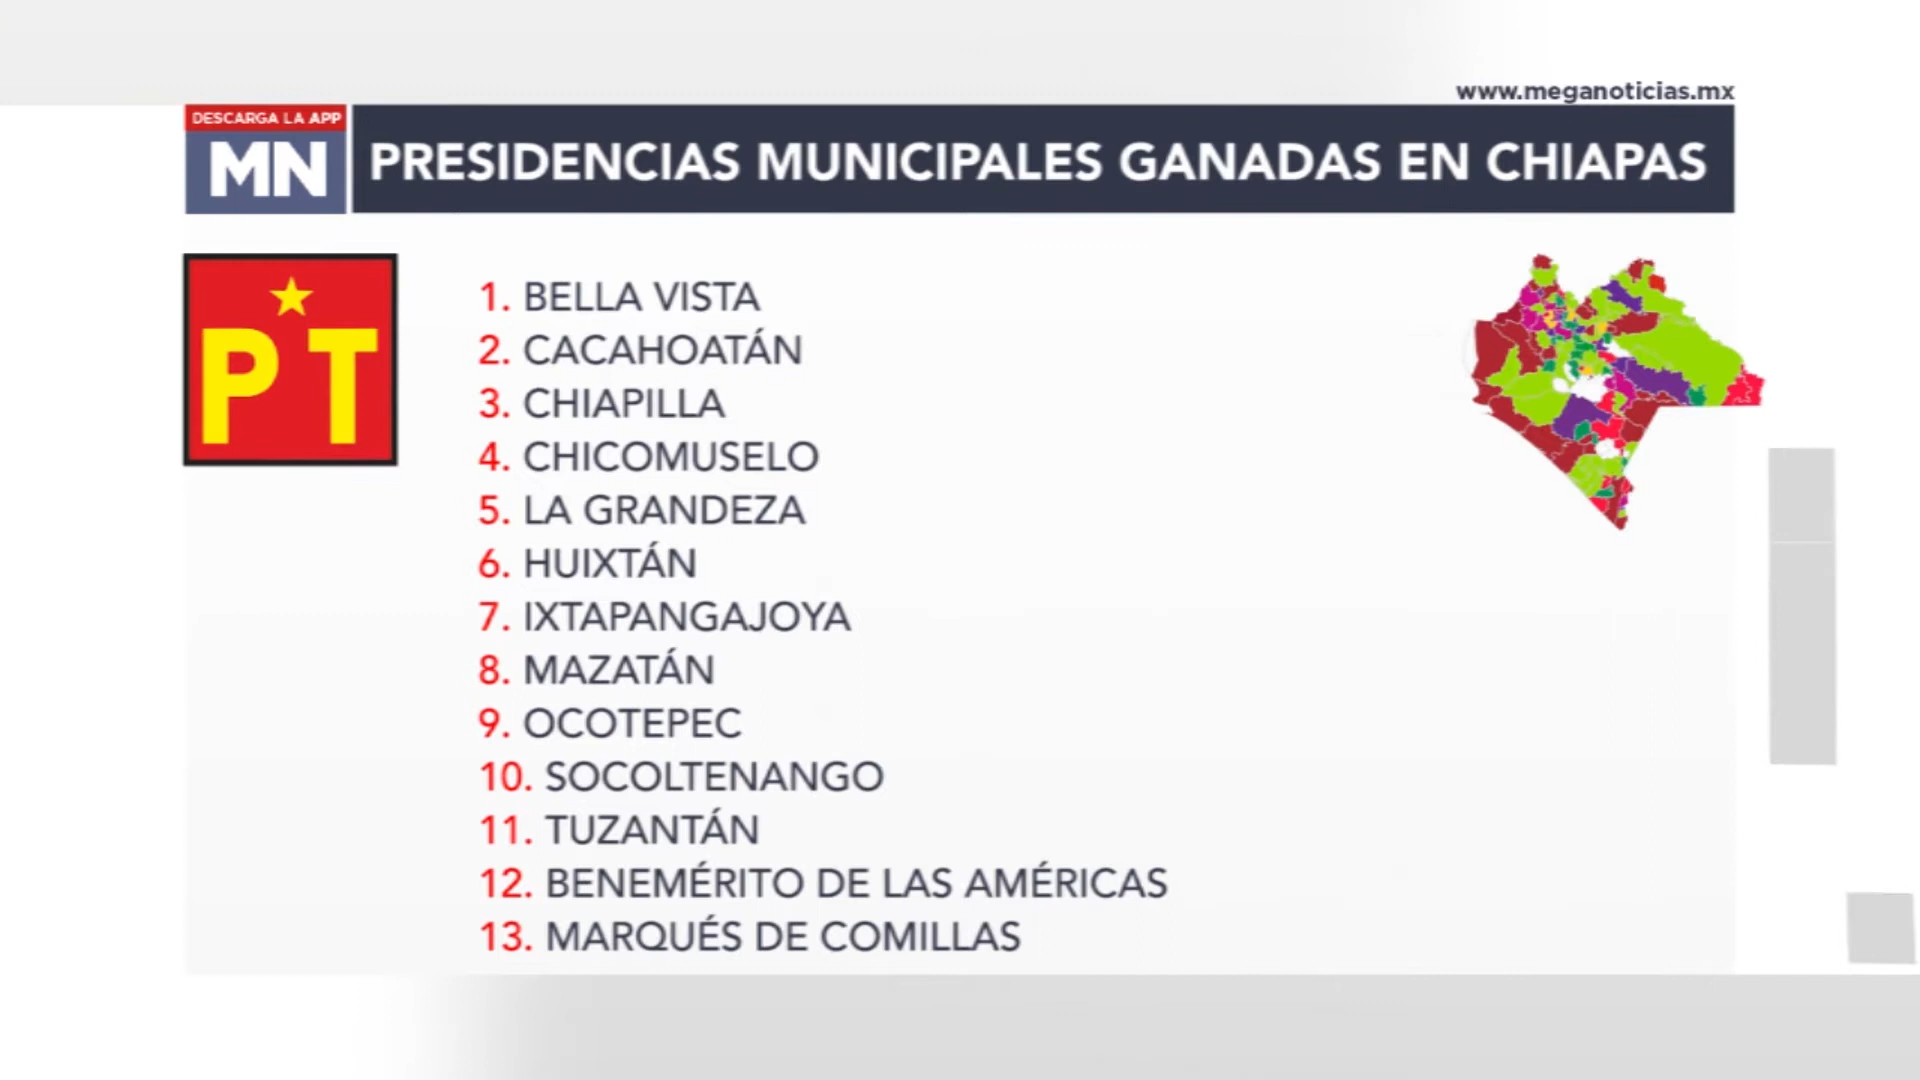 www.meganoticias.mx
DESCARGA LA APP
MN
PRESIDENCIAS MUNICIPALES GANADAS EN CHIAPAS
PT
1. BELLA VISTA
2. CACAHOATÁN
3. CHIAPILLA
4. CHICOMUSELO
5. LA GRANDEZA
6. HUIXTÁN
7. IXTAPANGAJOYA
8. MAZATÁN
9. OCOTEPEC
10. SOCOLTENANGO
11. TUZANTÁN
12. BENEMÉRITO DE LAS AMÉRICAS
13. MARQUÉS DE COMILLAS